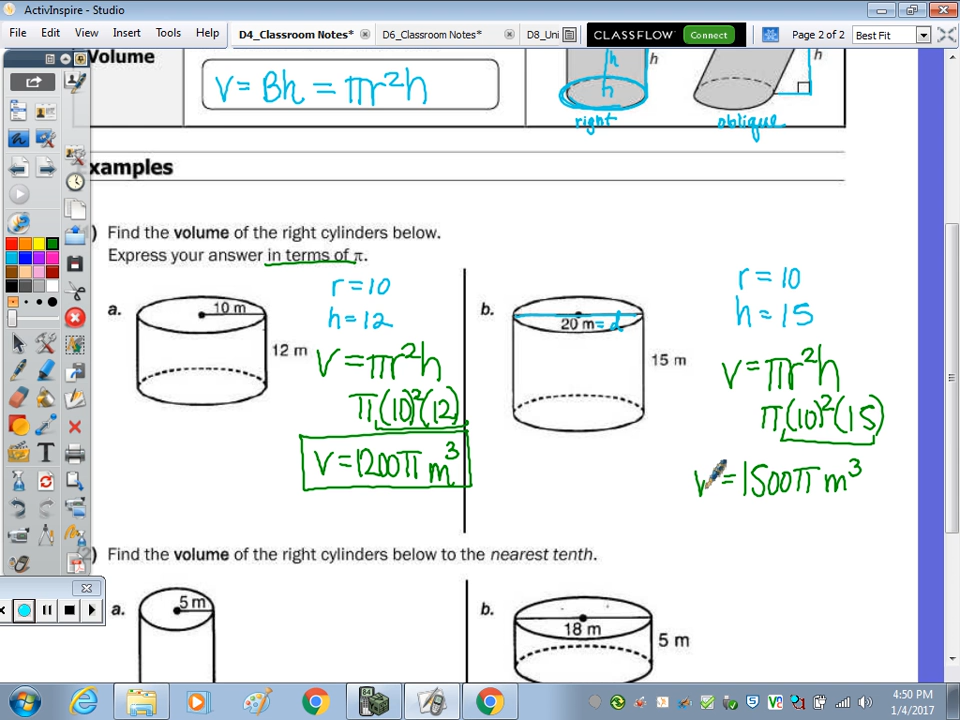 ActivInspire - Studio
File Edit View Insert Tools Help D4_Classroom Notes* D6_Classroom Notes* D8_Uni CLASSFLOW Connect Page 2 of 2 Best Fit
Volume
V = Bh = πr²h
h h h h
right oblique
xamples
) Find the volume of the right cylinders below.
Express your answer in terms of π.
a. 10 m 12 m
r = 10
h = 12
V = πr²h
π(10)²(12)
V = 1200π m³
b. 20 m = d 15 m
r = 10
h = 15
V = πr²h
π(10)²(15)
V = 1500π m³
2) Find the volume of the right cylinders below to the nearest tenth.
a. 5 m
b. 18 m 5 m
4:50 PM
1/4/2017